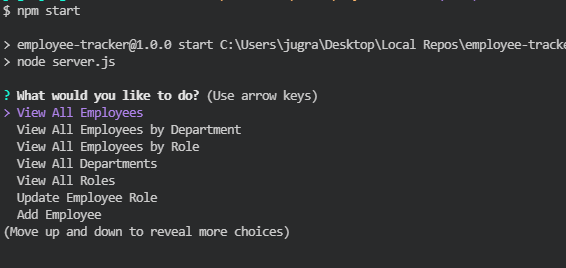 $ npm start
> employee-tracker@1.0.0 start C:\Users\jugra\Desktop\Local Repos\employee-tracke
> node server.js
? What would you like to do? (Use arrow keys)
> View All Employees
View All Employees by Department
View All Employees by Role
View All Departments
View All Roles
Update Employee Role
Add Employee
(Move up and down to reveal more choices)